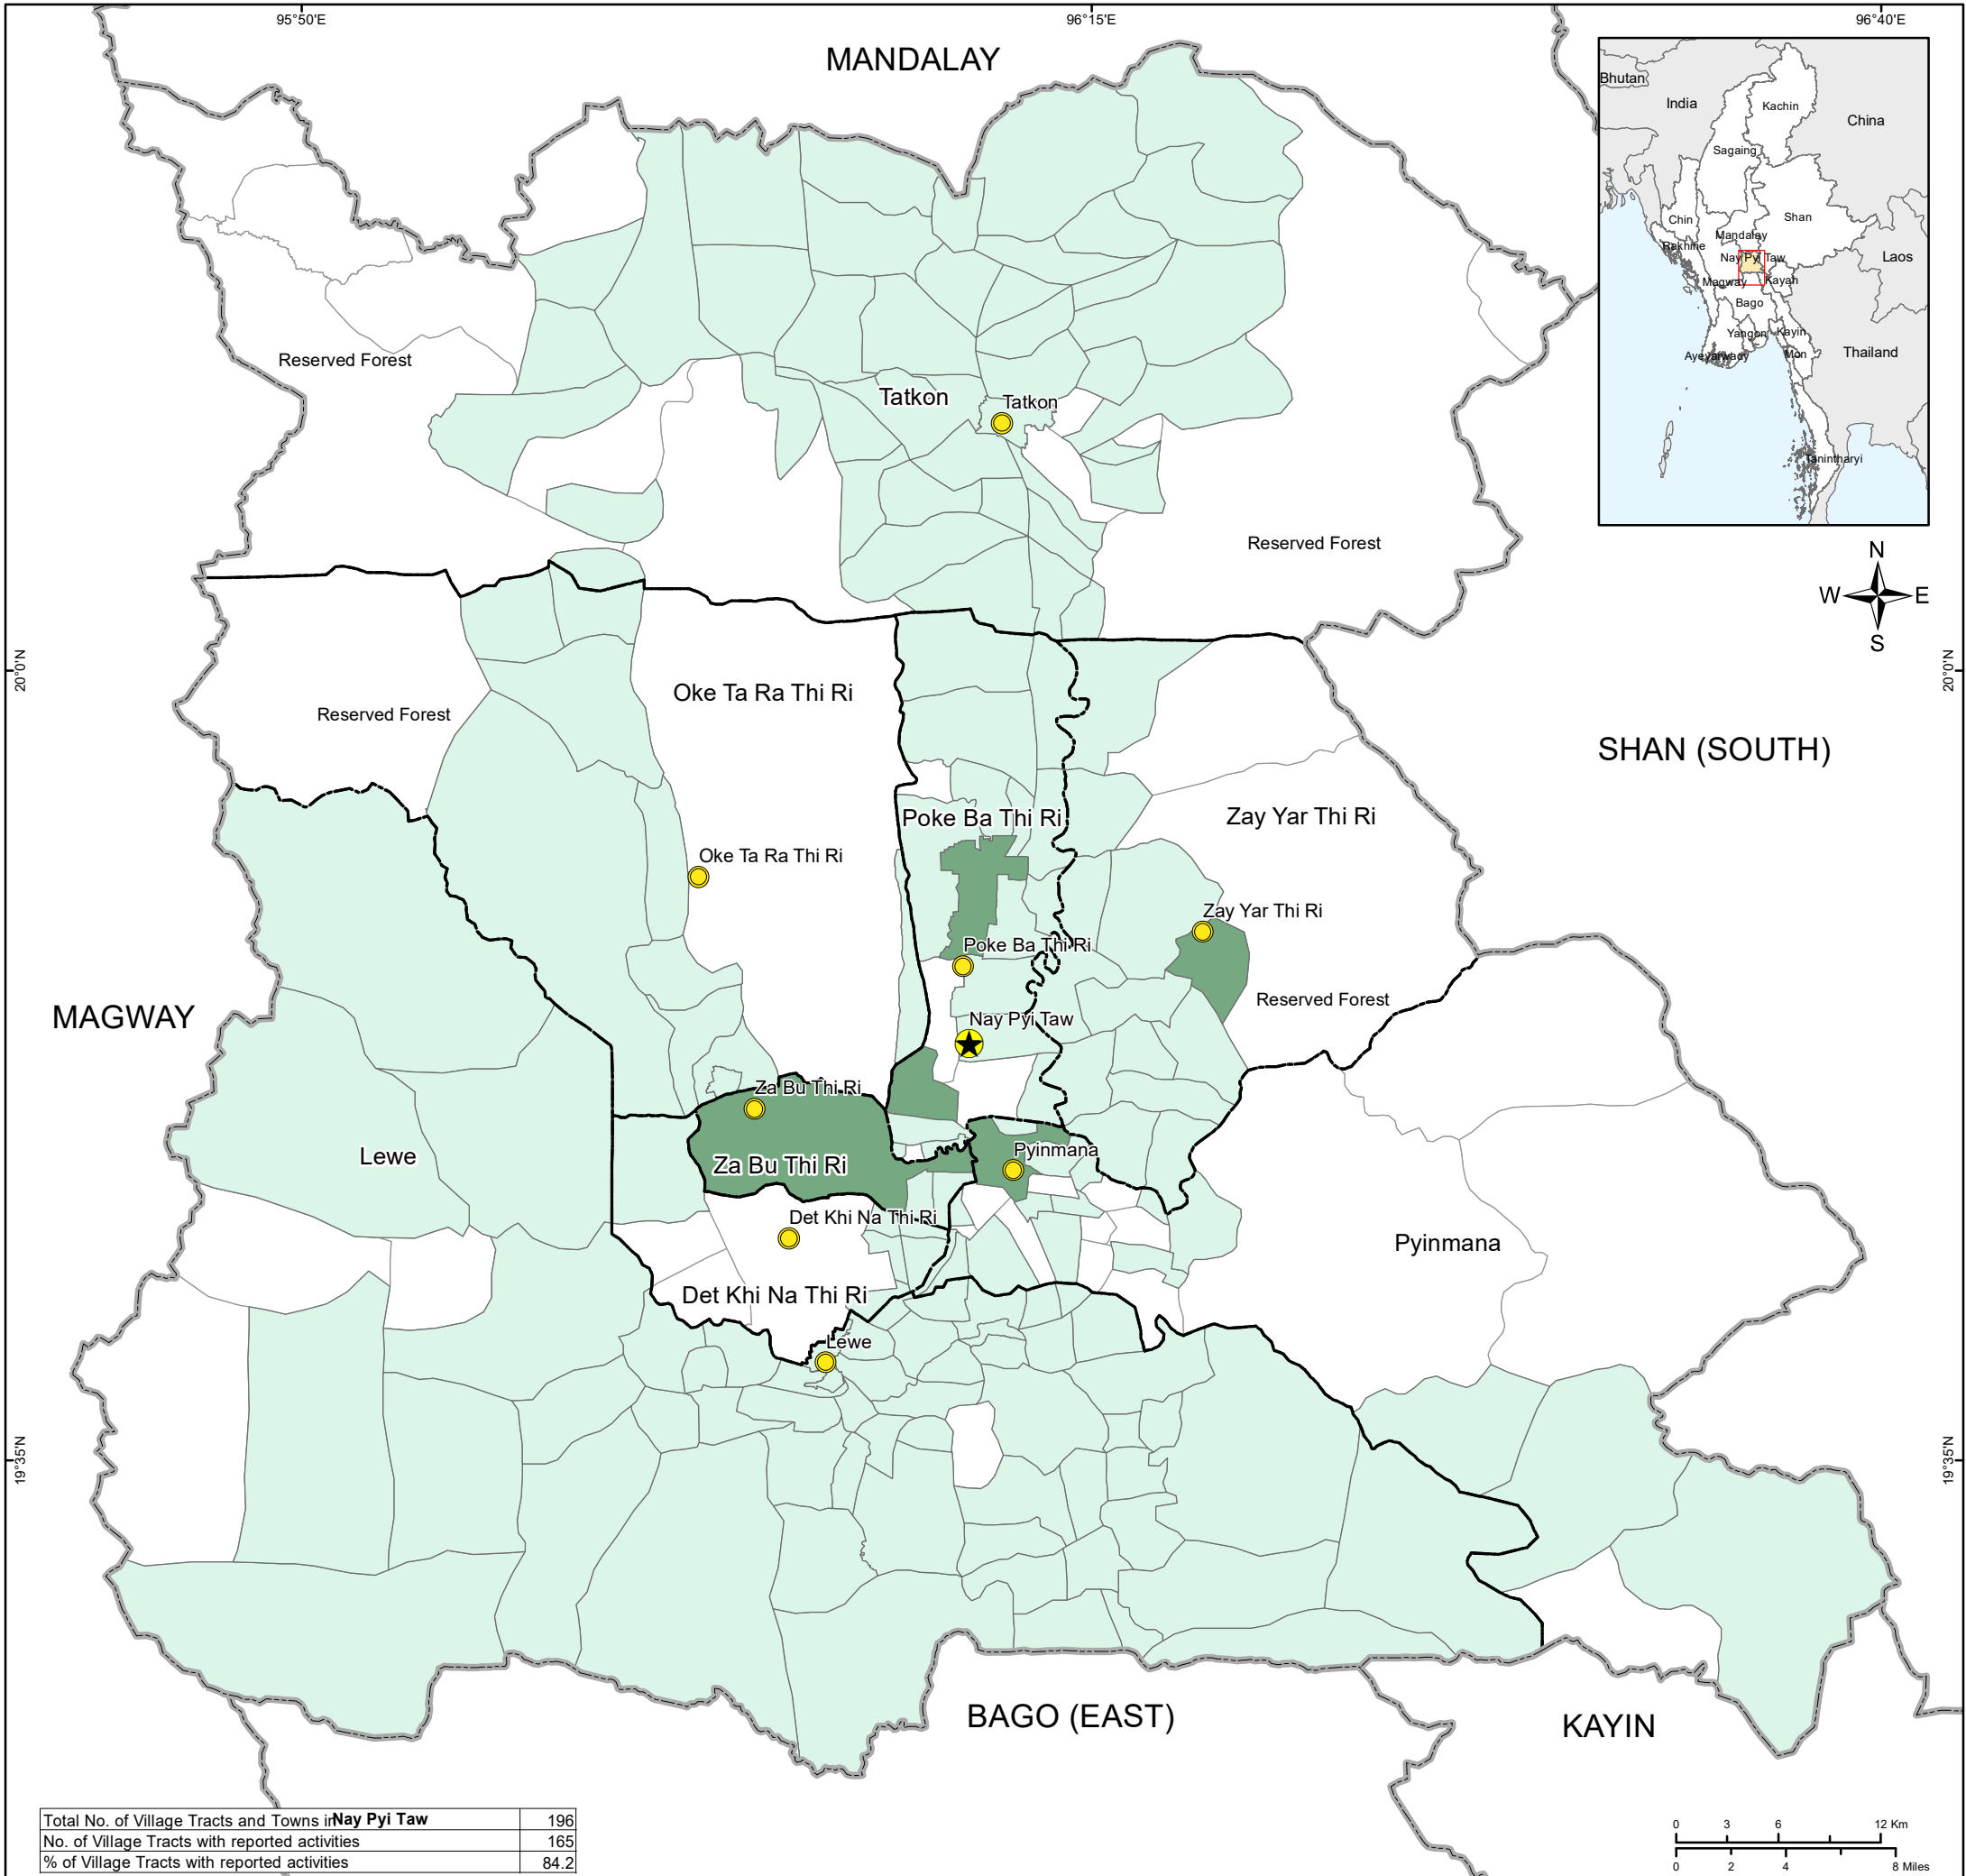 95°50'E
96°15'E
96°40'E
MANDALAY
Bhutan
India
Kachin
China
Sagaing
Chin
Shan
Mandalay
Rakhine
Nay Pyi Taw
Laos
Magway
Kayah
Bago
Yangon
Kayin
Ayeyarwady
Mon
Thailand
Tanintharyi
Reserved Forest
Tatkon
Tatkon
Reserved Forest
N
W
E
S
20°0'N
20°0'N
Oke Ta Ra Thi Ri
Reserved Forest
SHAN (SOUTH)
Poke Ba Thi Ri
Zay Yar Thi Ri
Oke Ta Ra Thi Ri
Zay Yar Thi Ri
Poke Ba Thi Ri
Reserved Forest
MAGWAY
Nay Pyi Taw
Za Bu Thi Ri
Lewe
Pyinmana
Za Bu Thi Ri
Det Khi Na Thi Ri
Pyinmana
Det Khi Na Thi Ri
Lewe
19°35'N
19°35'N
BAGO (EAST)
KAYIN
Total No. of Village Tracts and Towns in Nay Pyi Taw 196
No. of Village Tracts with reported activities 165
% of Village Tracts with reported activities 84.2
0 3 6 12 Km
0 2 4 8 Miles